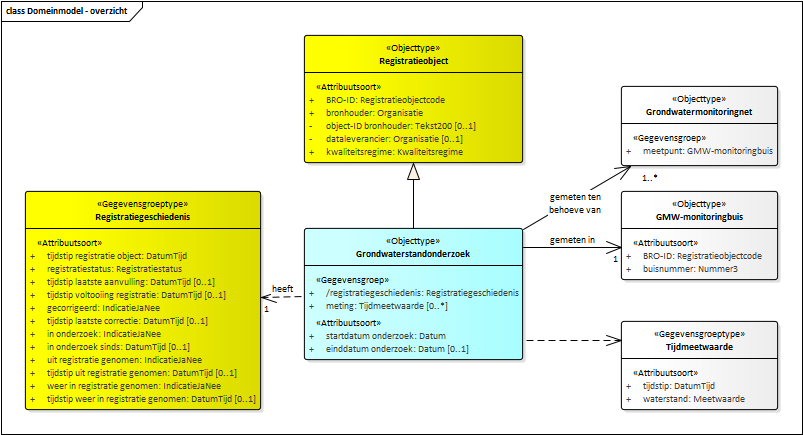 class Domeinmodel - overzicht
«Objecttype»
Registratieobject
«Attribuutsoort»
+ BRO-ID: Registratieobjectcode
+ bronhouder: Organisatie
- object-ID bronhouder: Tekst200 [0..1]
- dataleverancier: Organisatie [0..1]
+ kwaliteitsregime: Kwaliteitsregime
«Objecttype»
Grondwatermonitoringnet
«Gegevensgroep»
+ meetpunt: GMW-monitoringbuis
1..*
gemeten ten
behoeve van
«Gegevensgroeptype»
Registratiegeschiedenis
«Attribuutsoort»
+ tijdstip registratie object: DatumTijd
+ registratiestatus: Registratiestatus
+ tijdstip laatste aanvulling: DatumTijd [0..1]
+ tijdstip voltooiing registratie: DatumTijd [0..1]
+ gecorrigeerd: IndicatieJaNee
+ tijdstip laatste correctie: DatumTijd [0..1]
+ in onderzoek: IndicatieJaNee
+ in onderzoek sinds: DatumTijd [0..1]
+ uit registratie genomen: IndicatieJaNee
+ tijdstip uit registratie genomen: DatumTijd [0..1]
+ weer in registratie genomen: IndicatieJaNee
+ tijdstip weer in registratie genomen: DatumTijd [0..1]
heeft
1
«Objecttype»
Grondwaterstandonderzoek
«Gegevensgroep»
+ /registratiegeschiedenis: Registratiegeschiedenis
+ meting: Tijdmeetwaarde [0..*]
«Attribuutsoort»
+ startdatum onderzoek: Datum
+ einddatum onderzoek: Datum [0..1]
gemeten in
1
«Objecttype»
GMW-monitoringbuis
«Attribuutsoort»
+ BRO-ID: Registratieobjectcode
+ buisnummer: Nummer3
«Gegevensgroeptype»
Tijdmeetwaarde
«Attribuutsoort»
+ tijdstip: DatumTijd
+ waterstand: Meetwaarde